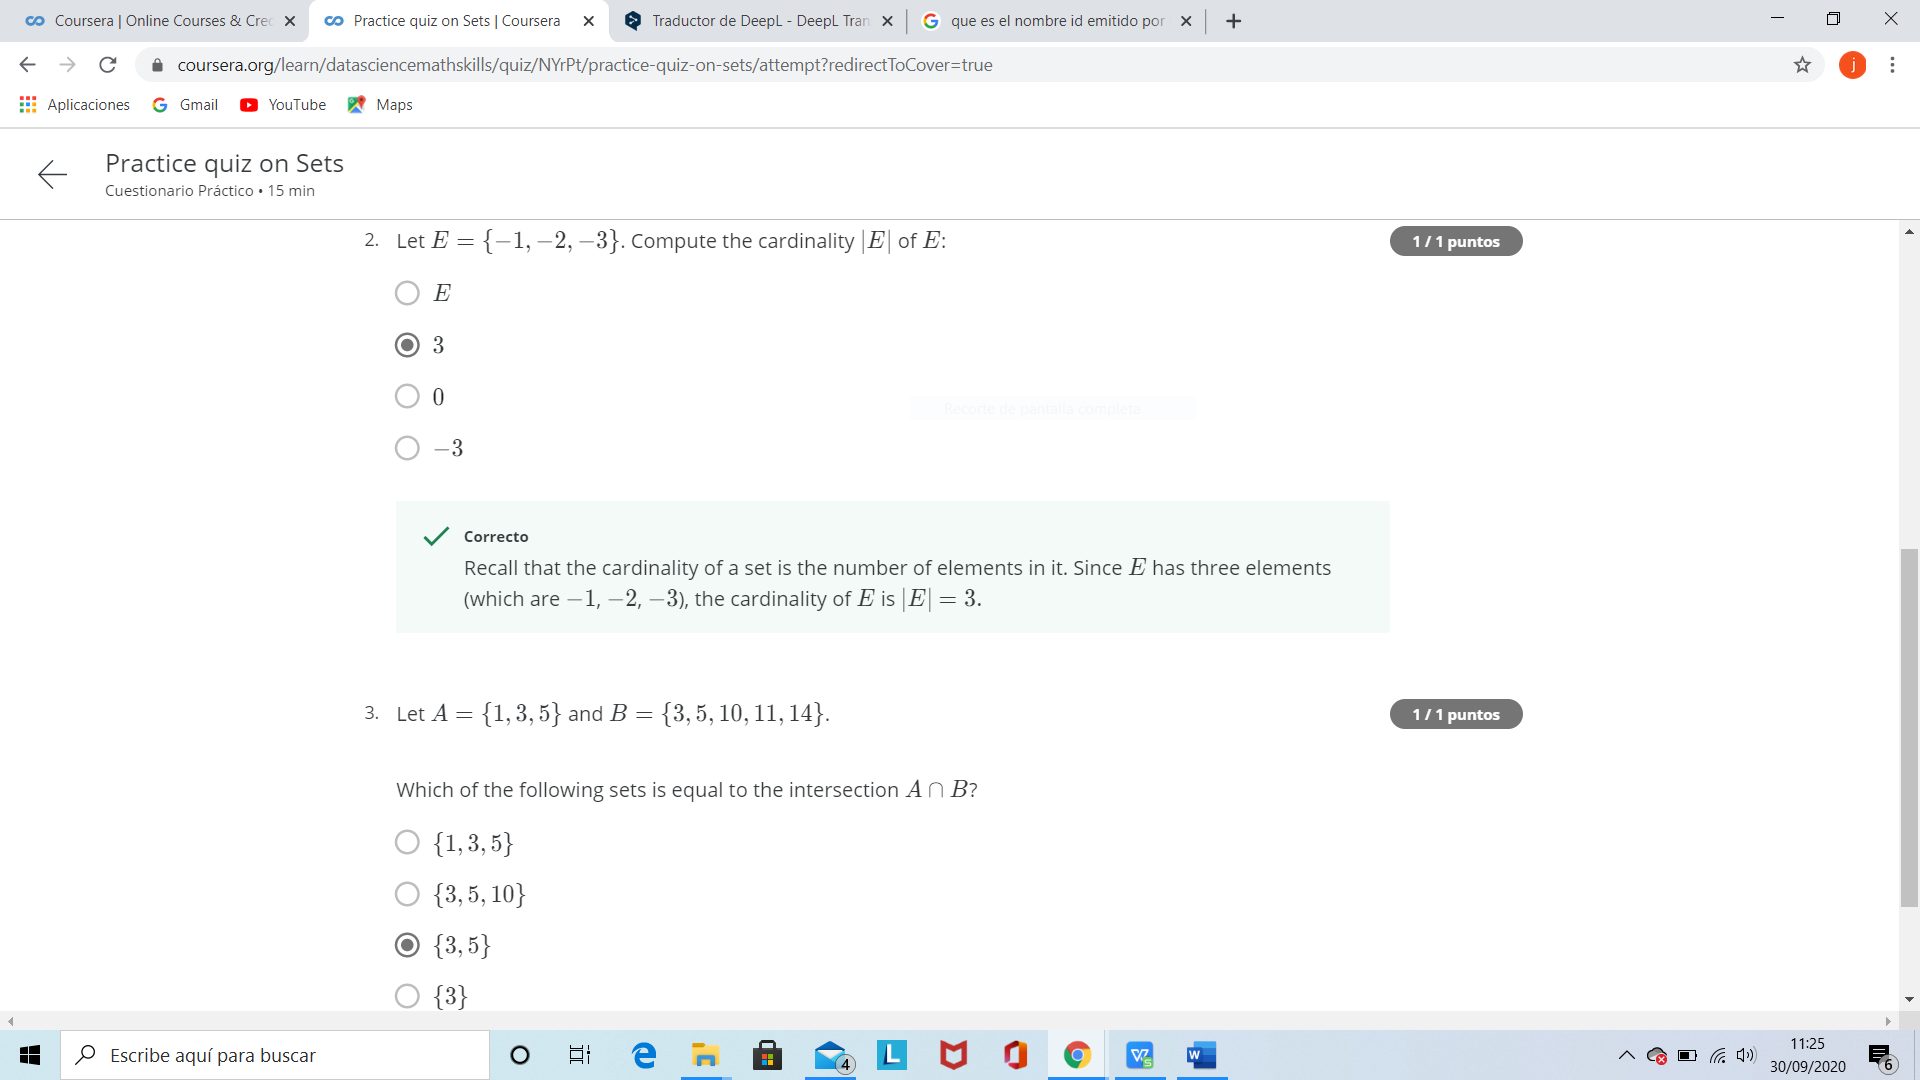 Coursera | Online Courses & Cred
Practice quiz on Sets | Coursera
Traductor de DeepL - DeepL Tran
que es el nombre id emitido por
coursera.org/learn/datasciencemathskills/quiz/NYrPt/practice-quiz-on-sets/attempt?redirectToCover=true
j
Aplicaciones
Gmail
YouTube
Maps
Practice quiz on Sets
Cuestionario Práctico • 15 min
2. Let E = {−1, −2, −3}. Compute the cardinality |E| of E:
1 / 1 puntos
E
3
0
Recorte de pantalla completa
−3
Correcto
Recall that the cardinality of a set is the number of elements in it. Since E has three elements
(which are −1, −2, −3), the cardinality of E is |E| = 3.
3. Let A = {1, 3, 5} and B = {3, 5, 10, 11, 14}.
1 / 1 puntos
Which of the following sets is equal to the intersection A ∩ B?
{1, 3, 5}
{3, 5, 10}
{3, 5}
{3}
Escribe aquí para buscar
4
L
W
11:25
30/09/2020
6